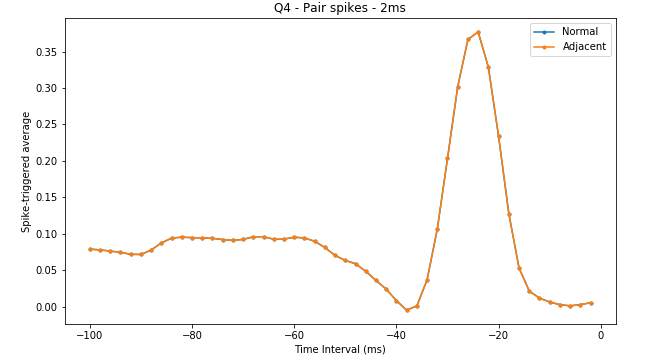 Q4 - Pair spikes - 2ms
Normal
Adjacent
0.35
0.30
0.25
0.20
0.15
0.10
0.05
0.00
Spike-triggered average
−100
−80
−60
−40
−20
0
Time Interval (ms)